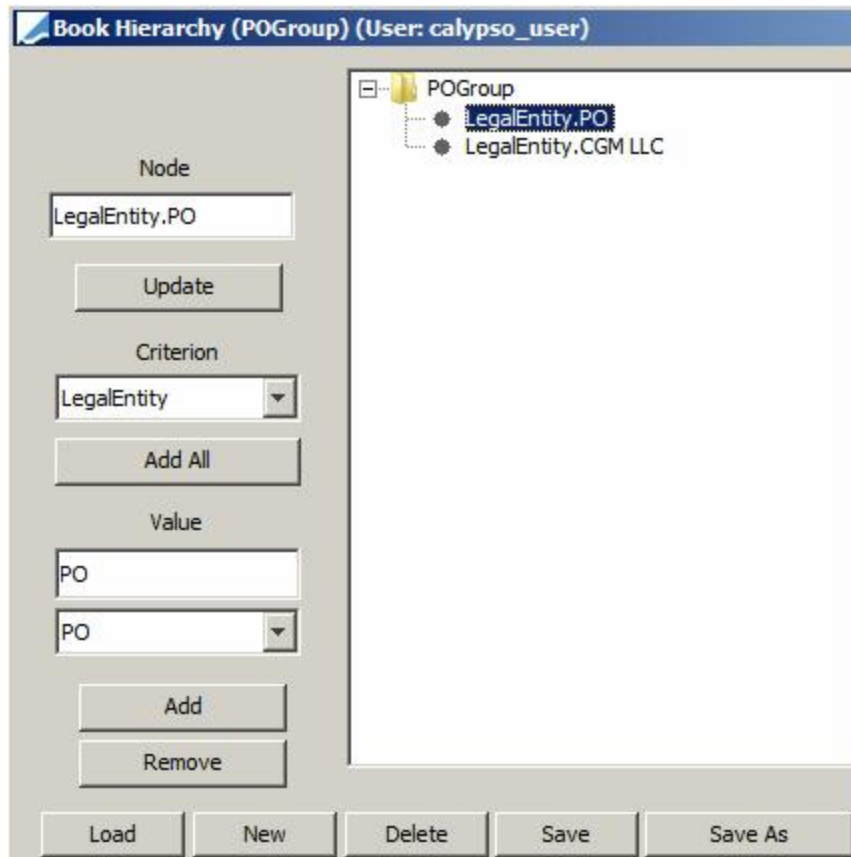 Book Hierarchy (POGroup) (User: calypso_user)
POGroup
LegalEntity.PO
LegalEntity.CGM LLC
Node
LegalEntity.PO
Update
Criterion
LegalEntity
Add All
Value
PO
PO
Add
Remove
Load New Delete Save Save As